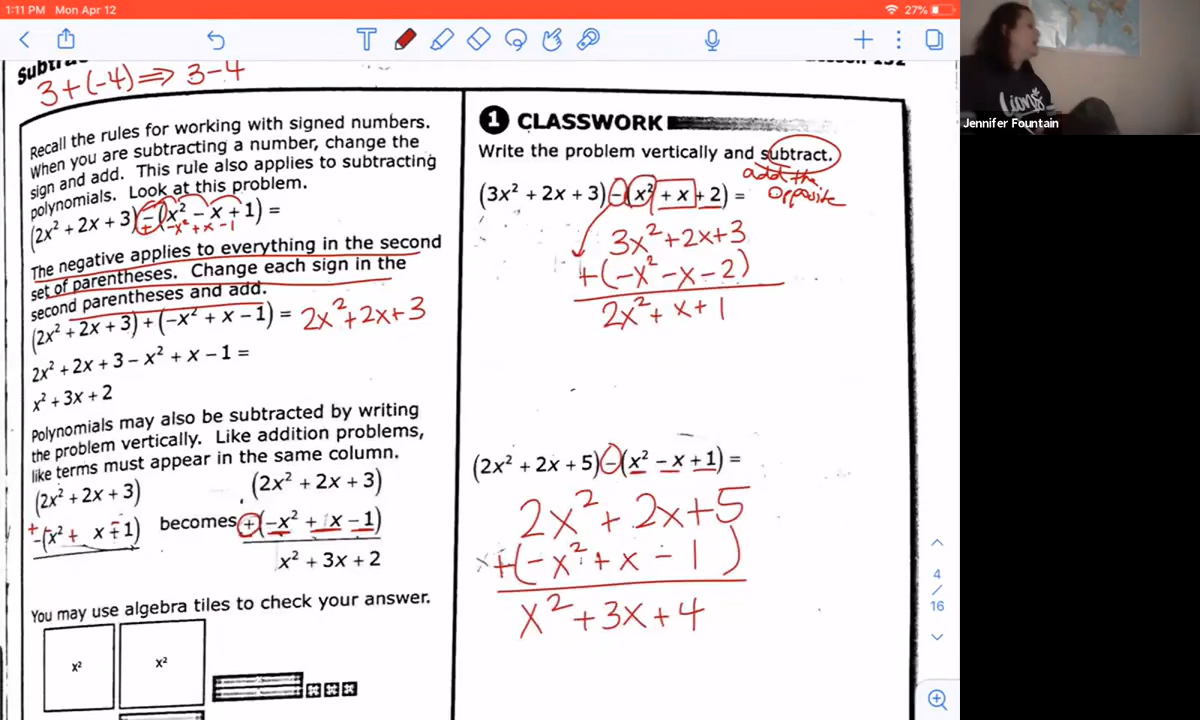 1:11 PM Mon Apr 12
27%
Subtra
3+(-4) ⇒ 3-4
Recall the rules for working with signed numbers.
When you are subtracting a number, change the
sign and add. This rule also applies to subtracting
polynomials. Look at this problem.
(2x² + 2x + 3) − (x² − x + 1) =
+ -x² +x -1
The negative applies to everything in the second
set of parentheses. Change each sign in the
second parentheses and add.
(2x² + 2x + 3) + (−x² + x − 1) = 2x²+2x+3
2x² + 2x + 3 − x² + x − 1 =
x² + 3x + 2
Polynomials may also be subtracted by writing
the problem vertically. Like addition problems,
like terms must appear in the same column.
(2x² + 2x + 3)
-(x² + x + 1)
becomes
(2x² + 2x + 3)
+(−x² + x − 1)
x² + 3x + 2
You may use algebra tiles to check your answer.
x²
x²
1 CLASSWORK
Write the problem vertically and subtract.
add the
opposite
(3x² + 2x + 3) − (x² + x + 2) =
3x²+2x+3
+(-x²-x-2)
2x²+x+1
(2x² + 2x + 5) − (x² − x + 1) =
2x²+2x+5
+(-x²+x-1)
x²+3x+4
4
/
16
Lions
Jennifer Fountain